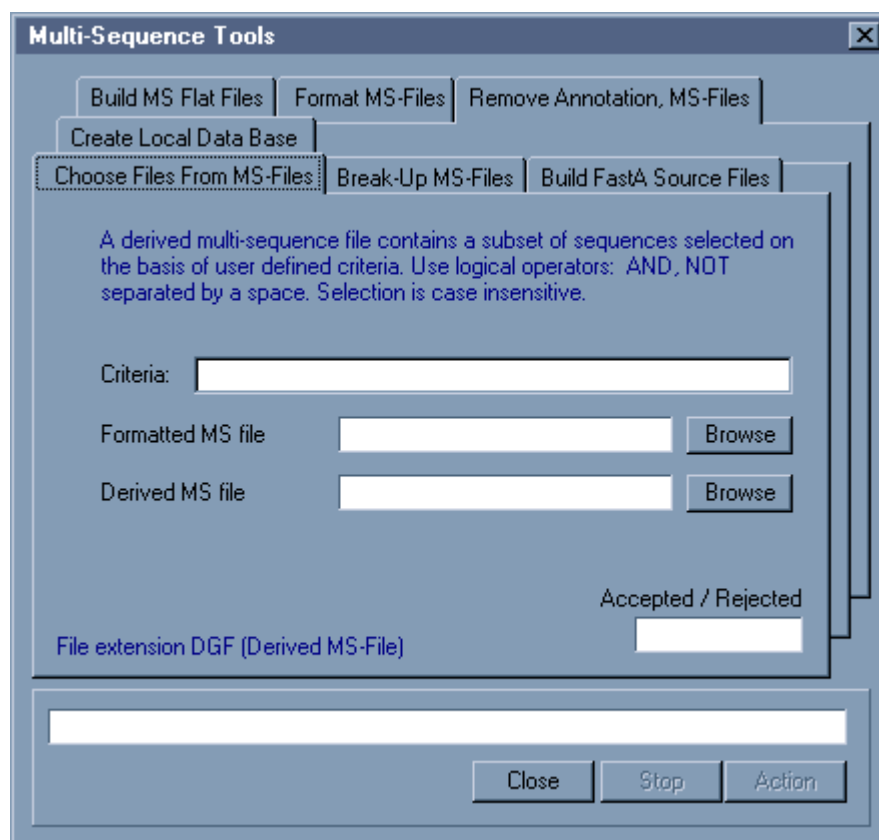 Multi-Sequence Tools
Build MS Flat Files
Format MS-Files
Remove Annotation, MS-Files
Create Local Data Base
Choose Files From MS-Files
Break-Up MS-Files
Build FastA Source Files
A derived multi-sequence file contains a subset of sequences selected on
the basis of user defined criteria. Use logical operators:  AND, NOT
separated by a space. Selection is case insensitive.
Criteria:
Formatted MS file
Browse
Derived MS file
Browse
Accepted / Rejected
File extension DGF (Derived MS-File)
Close
Stop
Action